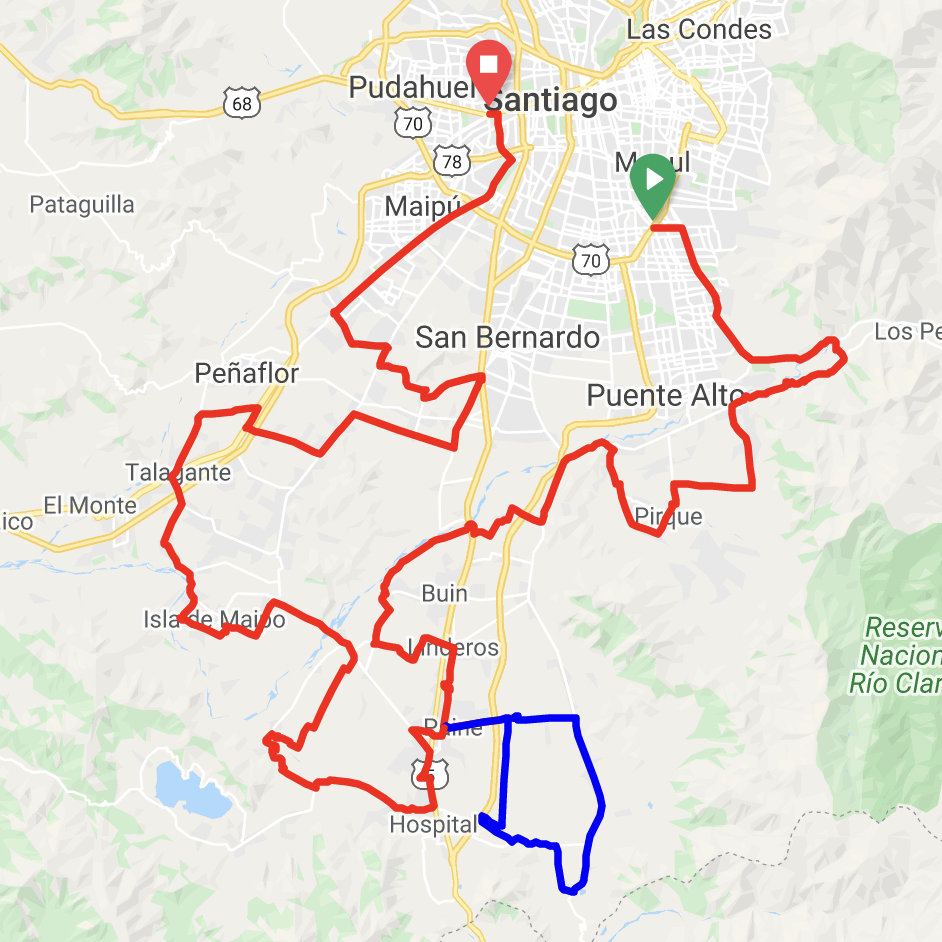 Las Condes
Pudahuel
Santiago
68
70
78
Pataguilla
Maipú
70
San Bernardo
Los Pe
Peñaflor
Puente Alto
Talagante
El Monte
ico
Pirque
Buin
Isla de Maipo
Linderos
Reserv
Nacion
Río Clar
Paine
5
Hospital